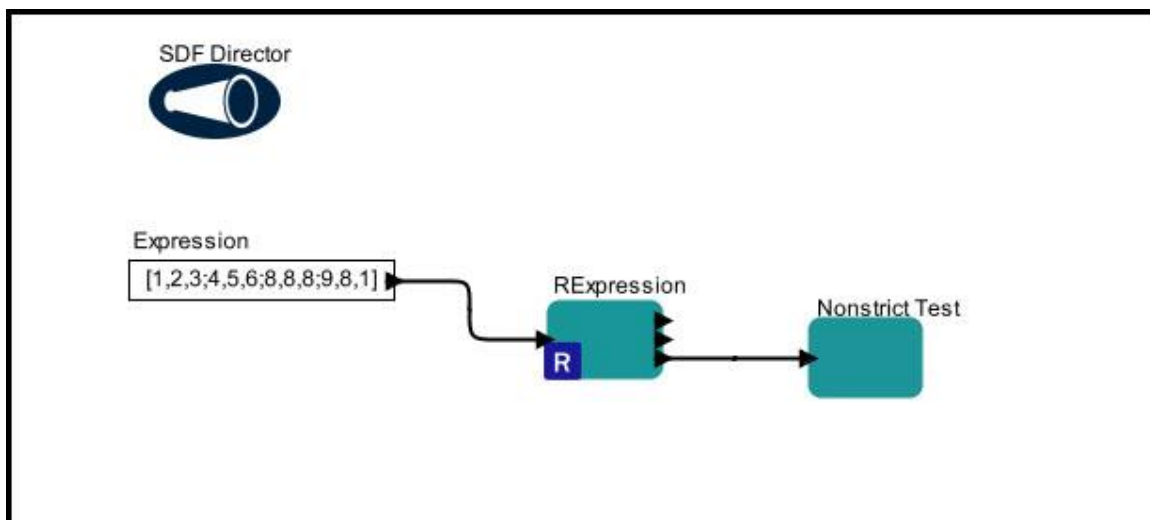 SDF Director
Expression
[1,2,3;4,5,6;8,8,8;9,8,1]
RExpression
Nonstrict Test
R